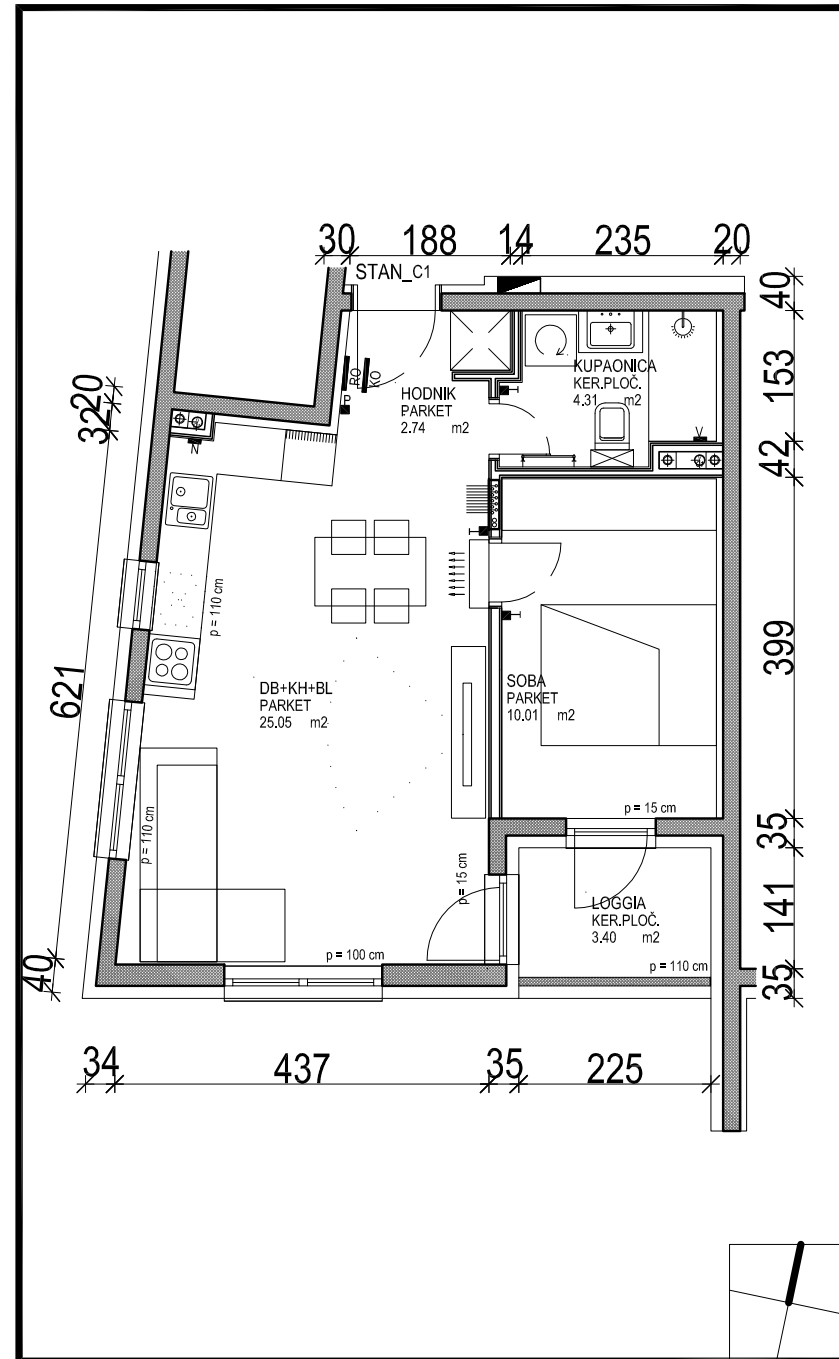 30 188 14 235 20
STAN_C1
40
153
42
399
35
141
35
20
32
621
40
RO
KO
P
HODNIK
PARKET
2.74 m2
KUPAONICA
KER.PLOČ.
4.31 m2
V
N
p = 110 cm
DB+KH+BL
PARKET
25.05 m2
SOBA
PARKET
10.01 m2
p = 15 cm
p = 110 cm
p = 15 cm
LOGGIA
KER.PLOČ.
3.40 m2
p = 100 cm
p = 110 cm
34 437 35 225